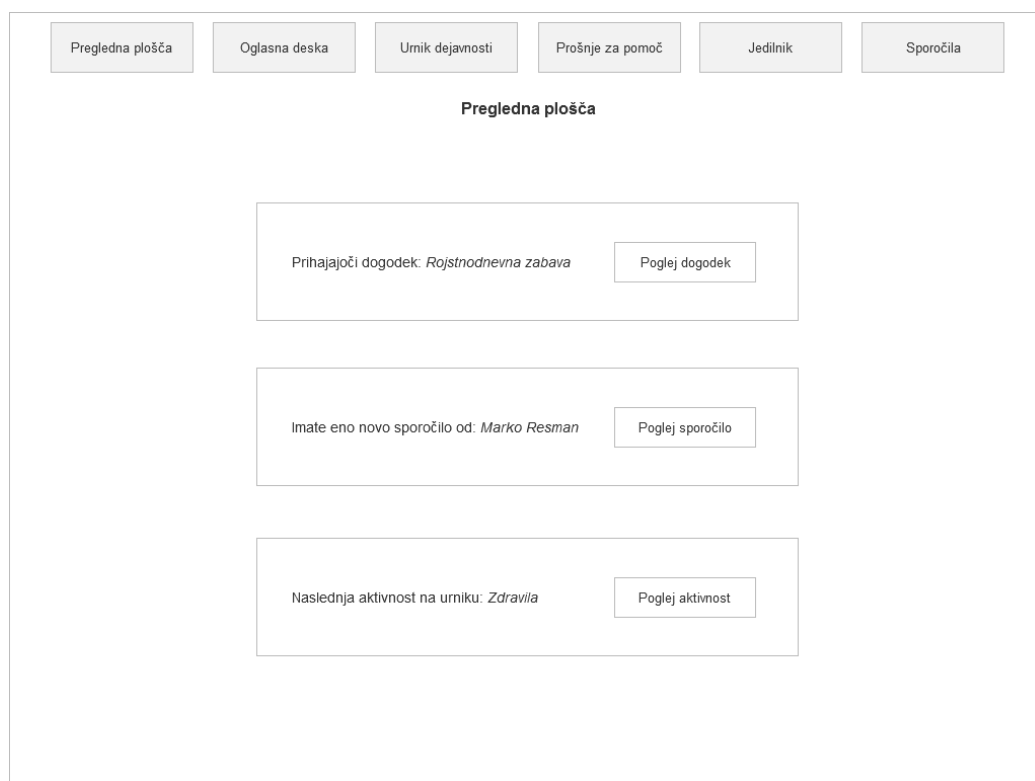 Pregledna plošča
Oglasna deska
Urnik dejavnosti
Prošnje za pomoč
Jedilnik
Sporočila
Pregledna plošča
Prihajajoči dogodek: Rojstnodnevna zabava
Poglej dogodek
Imate eno novo sporočilo od: Marko Resman
Poglej sporočilo
Naslednja aktivnost na urniku: Zdravila
Poglej aktivnost